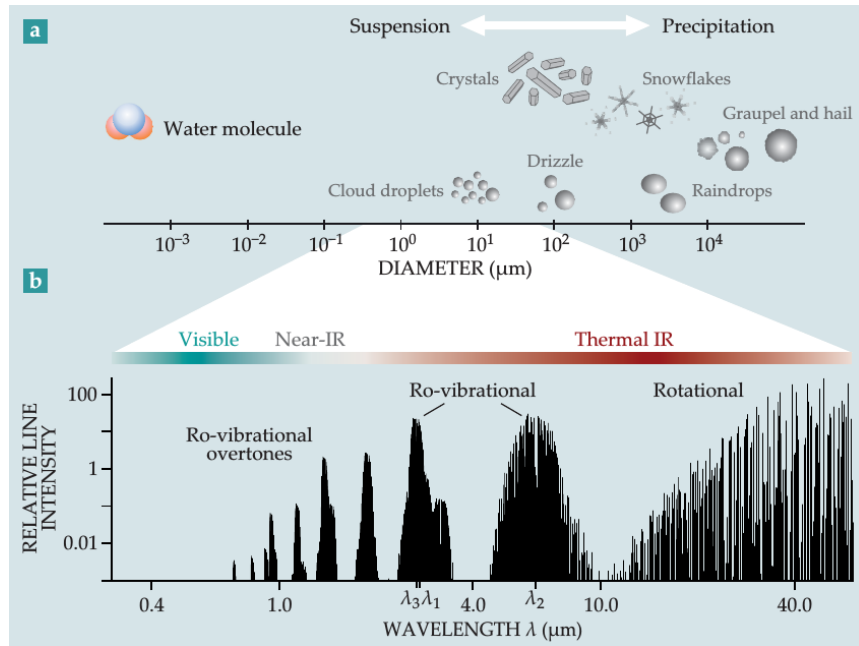 a
Suspension
Precipitation
Crystals
Snowflakes
Graupel and hail
Water molecule
Drizzle
Cloud droplets
Raindrops
10⁻³ 10⁻² 10⁻¹ 10⁰ 10¹ 10² 10³ 10⁴
DIAMETER (μm)
b
Visible
Near-IR
Thermal IR
Ro-vibrational
Rotational
Ro-vibrational
overtones
100
1
0.01
RELATIVE LINE
INTENSITY
0.4 1.0 λ₃ λ₁ 4.0 λ₂ 10.0 40.0
WAVELENGTH λ (μm)